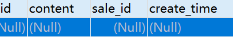 id content sale_id create_time
(Null) (Null) (Null) (Null)